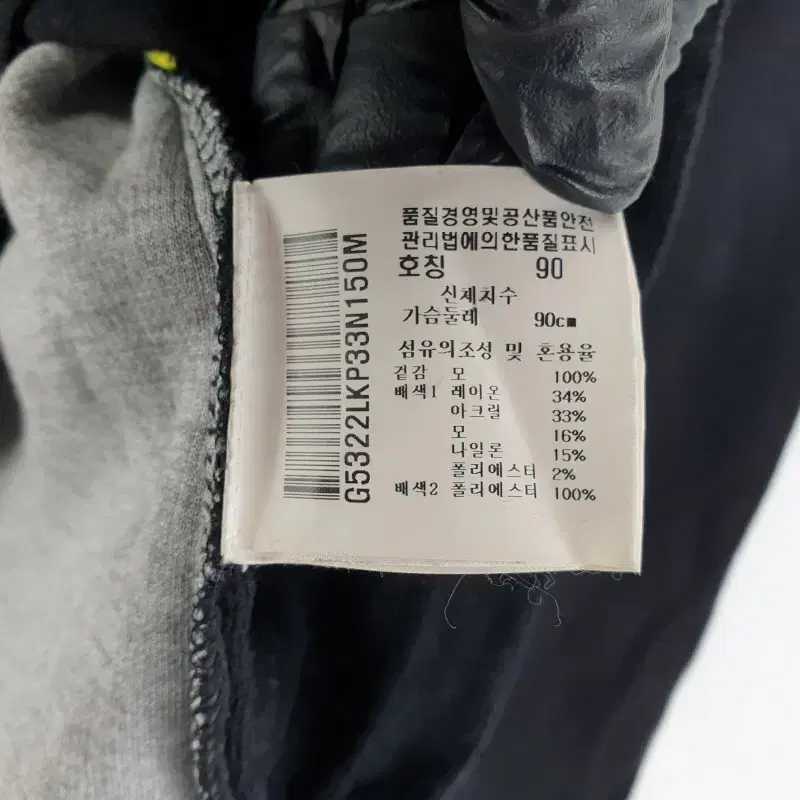 품질경영및공산품안전
관리법에의한품질표시
호칭 90
신체치수
가슴둘레 90c■
섬유의조성 및 혼용율
겉감 모 100%
배색1 레이온 34%
아크릴 33%
모 16%
나일론 15%
폴리에스터 2%
배색2 폴리에스터 100%
G5322LKP33N150M